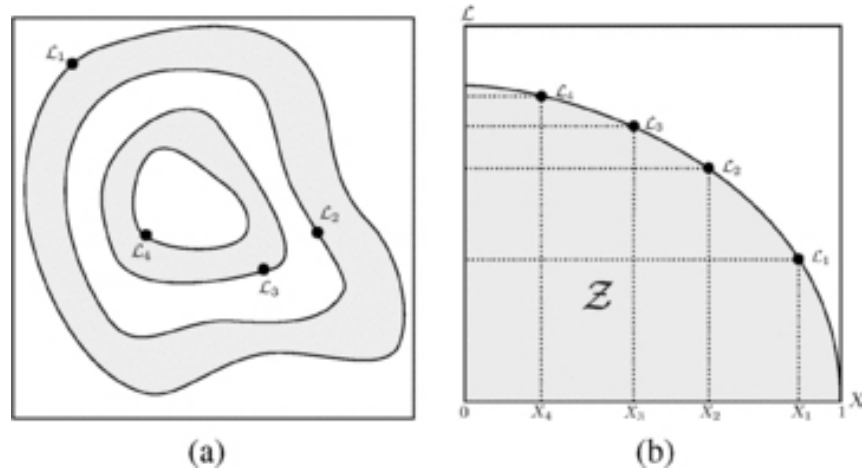 ℒ
ℒ₁
ℒ₂
ℒ₄
ℒ₃
ℒ₄
ℒ₃
ℒ₂
ℒ₁
𝒵
0 X₄ X₃ X₂ X₁ 1 X
(a) (b)